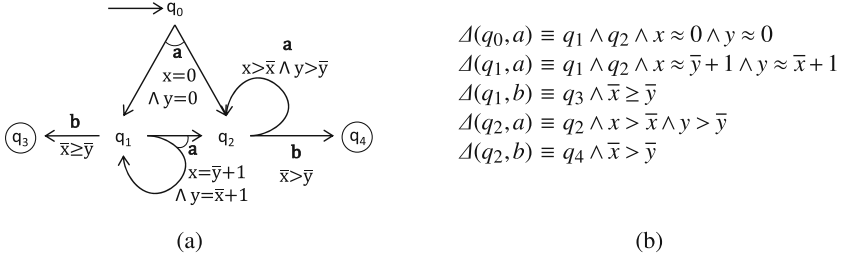 q₀
a
x=0
∧ y=0
a
x>x̅ ∧ y>y̅
q₃
b
x̅≥y̅
q₁
a
x=y̅+1
∧ y=x̅+1
q₂
b
x̅>y̅
q₄
(a)
Δ(q₀,a) ≡ q₁ ∧ q₂ ∧ x ≈ 0 ∧ y ≈ 0
Δ(q₁,a) ≡ q₁ ∧ q₂ ∧ x ≈ y̅ + 1 ∧ y ≈ x̅ + 1
Δ(q₁,b) ≡ q₃ ∧ x̅ ≥ y̅
Δ(q₂,a) ≡ q₂ ∧ x > x̅ ∧ y > y̅
Δ(q₂,b) ≡ q₄ ∧ x̅ > y̅
(b)